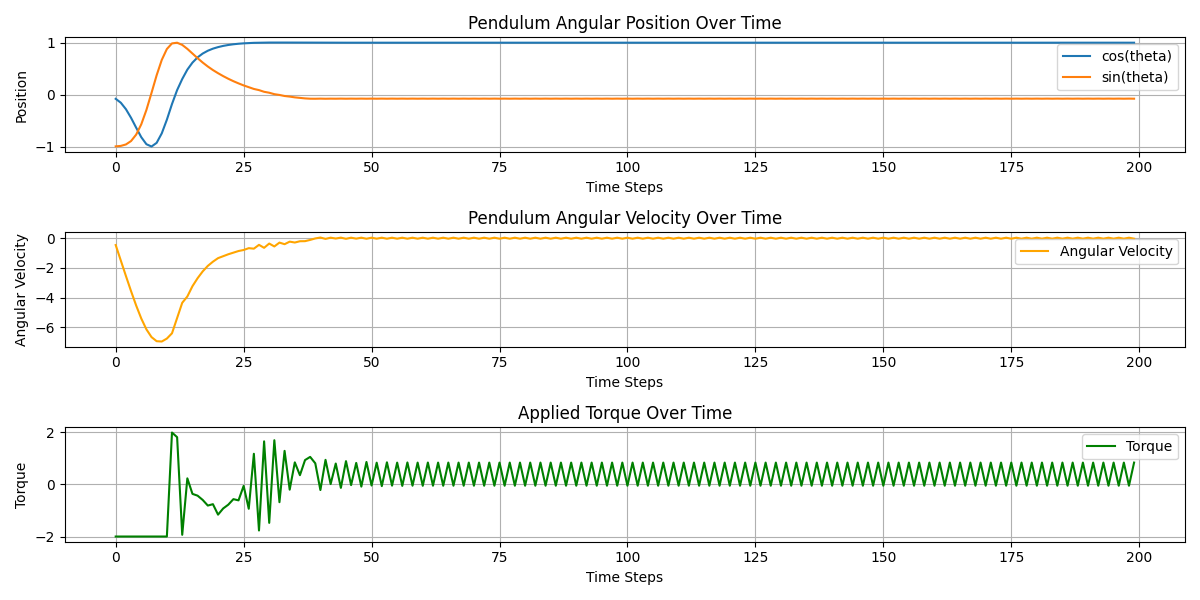 Pendulum Angular Position Over Time
1
0
−1
Position
cos(theta)
sin(theta)
0 25 50 75 100 125 150 175 200
Time Steps
Pendulum Angular Velocity Over Time
0
−2
−4
−6
Angular Velocity
Angular Velocity
0 25 50 75 100 125 150 175 200
Time Steps
Applied Torque Over Time
2
0
−2
Torque
Torque
0 25 50 75 100 125 150 175 200
Time Steps